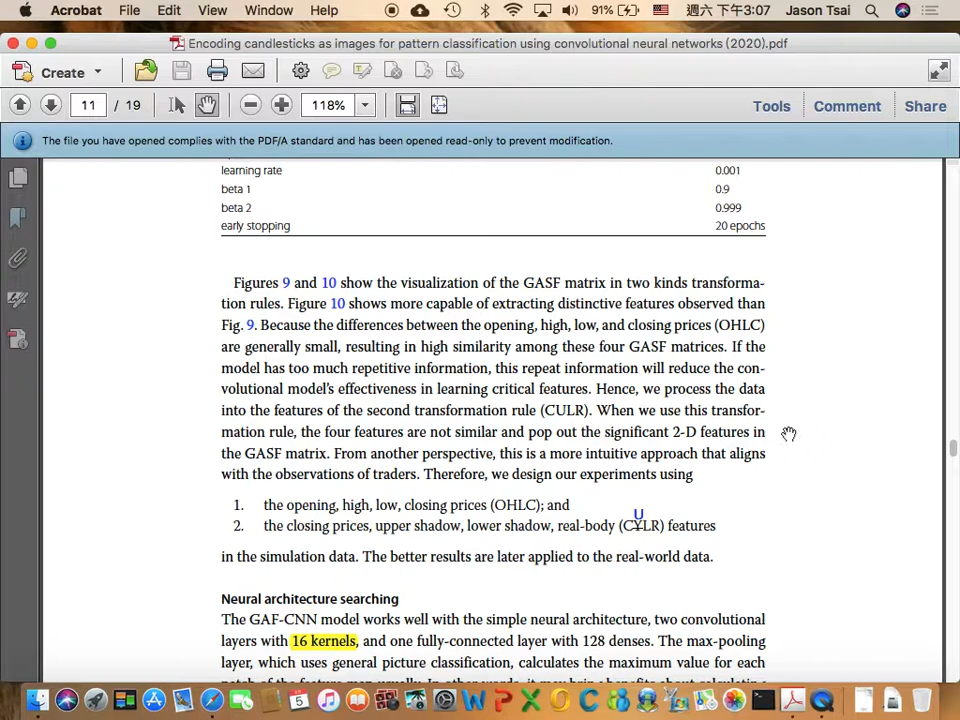 Acrobat File Edit View Window Help 91% 週六 下午3:07 Jason Tsai
Encoding candlesticks as images for pattern classification using convolutional neural networks (2020).pdf
Create
11 / 19 118% Tools Comment Share
The file you have opened complies with the PDF/A standard and has been opened read-only to prevent modification.
learning rate 0.001
beta 1 0.9
beta 2 0.999
early stopping 20 epochs
Figures 9 and 10 show the visualization of the GASF matrix in two kinds transforma-
tion rules. Figure 10 shows more capable of extracting distinctive features observed than
Fig. 9. Because the differences between the opening, high, low, and closing prices (OHLC)
are generally small, resulting in high similarity among these four GASF matrices. If the
model has too much repetitive information, this repeat information will reduce the con-
volutional model's effectiveness in learning critical features. Hence, we process the data
into the features of the second transformation rule (CULR). When we use this transfor-
mation rule, the four features are not similar and pop out the significant 2-D features in
the GASF matrix. From another perspective, this is a more intuitive approach that aligns
with the observations of traders. Therefore, we design our experiments using
1. the opening, high, low, closing prices (OHLC); and
U
2. the closing prices, upper shadow, lower shadow, real-body (CYLR) features
in the simulation data. The better results are later applied to the real-world data.
Neural architecture searching
The GAF-CNN model works well with the simple neural architecture, two convolutional
layers with 16 kernels, and one fully-connected layer with 128 denses. The max-pooling
layer, which uses general picture classification, calculates the maximum value for each